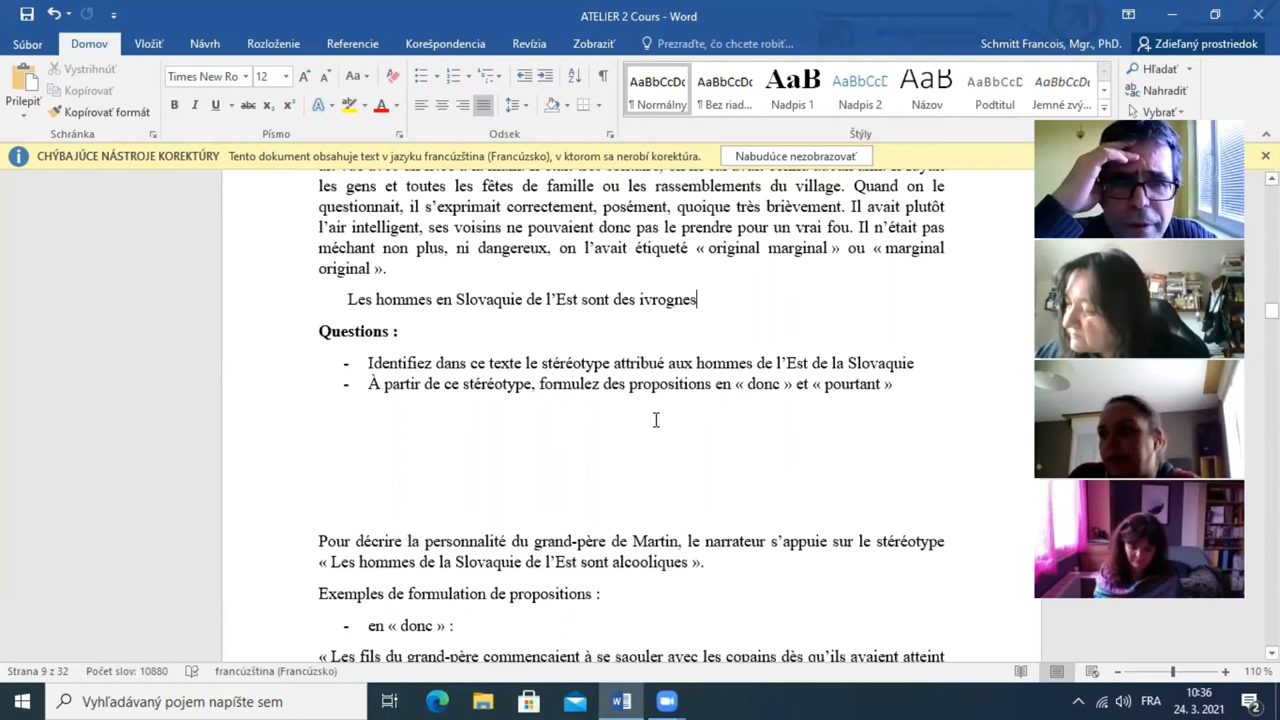 ATELIER 2 Cours - Word
Súbor Domov Vložiť Návrh Rozloženie Referencie Korešpondencia Revízia Zobraziť Prezraďte, čo chcete robiť... Schmitt Francois, Mgr., PhD. Zdieľaný prostriedok
Prilepiť
Vystrihnúť
Kopírovať
Kopírovať formát
Schránka
Times New Ro 12
Písmo
Odsek
AaBbCcDc AaBbCcDc AaB AaBbCcE AaB AaBbCcD AaBbCcDc
¶ Normálny ¶ Bez riad... Nadpis 1 Nadpis 2 Názov Podtitul Jemné zvý...
Štýly
Hľadať
Nahradiť
Vybrať
CHÝBAJÚCE NÁSTROJE KOREKTÚRY Tento dokument obsahuje text v jazyku francúzština (Francúzsko), v ktorom sa nerobí korektúra. Nabudúce nezobrazovať
les gens et toutes les fêtes de famille ou les rassemblements du village. Quand on le
questionnait, il s’exprimait correctement, posément, quoique très brièvement. Il avait plutôt
l’air intelligent, ses voisins ne pouvaient donc pas le prendre pour un vrai fou. Il n’était pas
méchant non plus, ni dangereux, on l’avait étiqueté « original marginal » ou « marginal
original ».
Les hommes en Slovaquie de l’Est sont des ivrognes
Questions :
- Identifiez dans ce texte le stéréotype attribué aux hommes de l’Est de la Slovaquie
- À partir de ce stéréotype, formulez des propositions en « donc » et « pourtant »
Pour décrire la personnalité du grand-père de Martin, le narrateur s’appuie sur le stéréotype
« Les hommes de la Slovaquie de l’Est sont alcooliques ».
Exemples de formulation de propositions :
- en « donc » :
« Les fils du grand-père commençaient à se saouler avec les copains dès qu’ils avaient atteint
Strana 9 z 32 Počet slov: 10880 francúzština (Francúzsko) 110 %
Vyhľadávaný pojem napíšte sem
FRA
10:36
24. 3. 2021
2